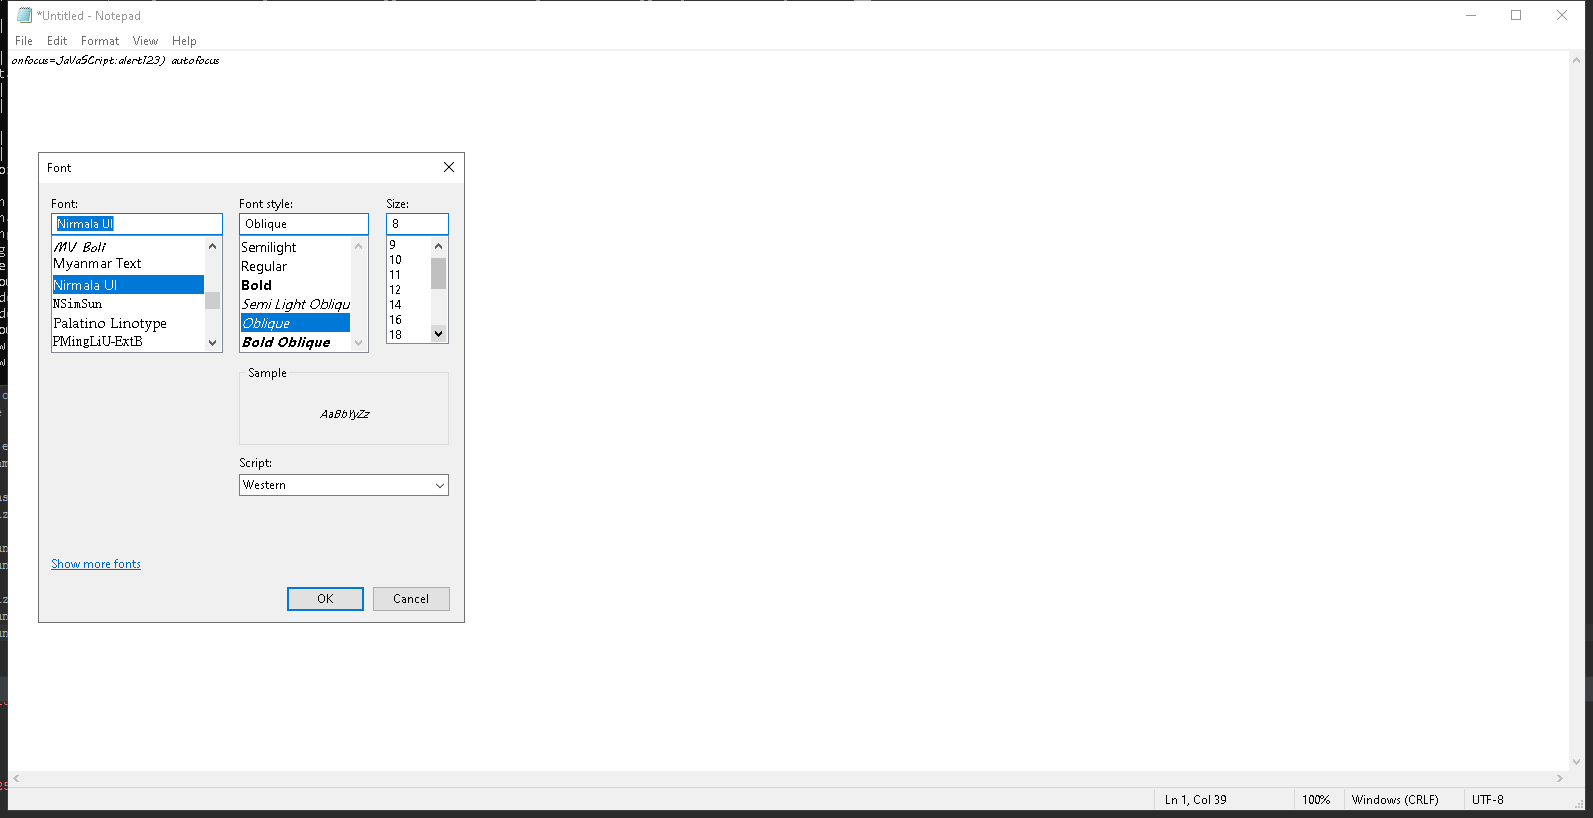 *Untitled - Notepad
File Edit Format View Help
onfocus=JaVaSCript:alert123) autofocus
Font
Font: Font style: Size:
Nirmala UI Oblique 8
MV Boli
Myanmar Text
Nirmala UI
NSimSun
Palatino Linotype
PMingLiU-ExtB
Semilight
Regular
Bold
Semi Light Obliqu
Oblique
Bold Oblique
9
10
11
12
14
16
18
Sample
AaBbYyZz
Script:
Western
Show more fonts
OK Cancel
Ln 1, Col 39 100% Windows (CRLF) UTF-8